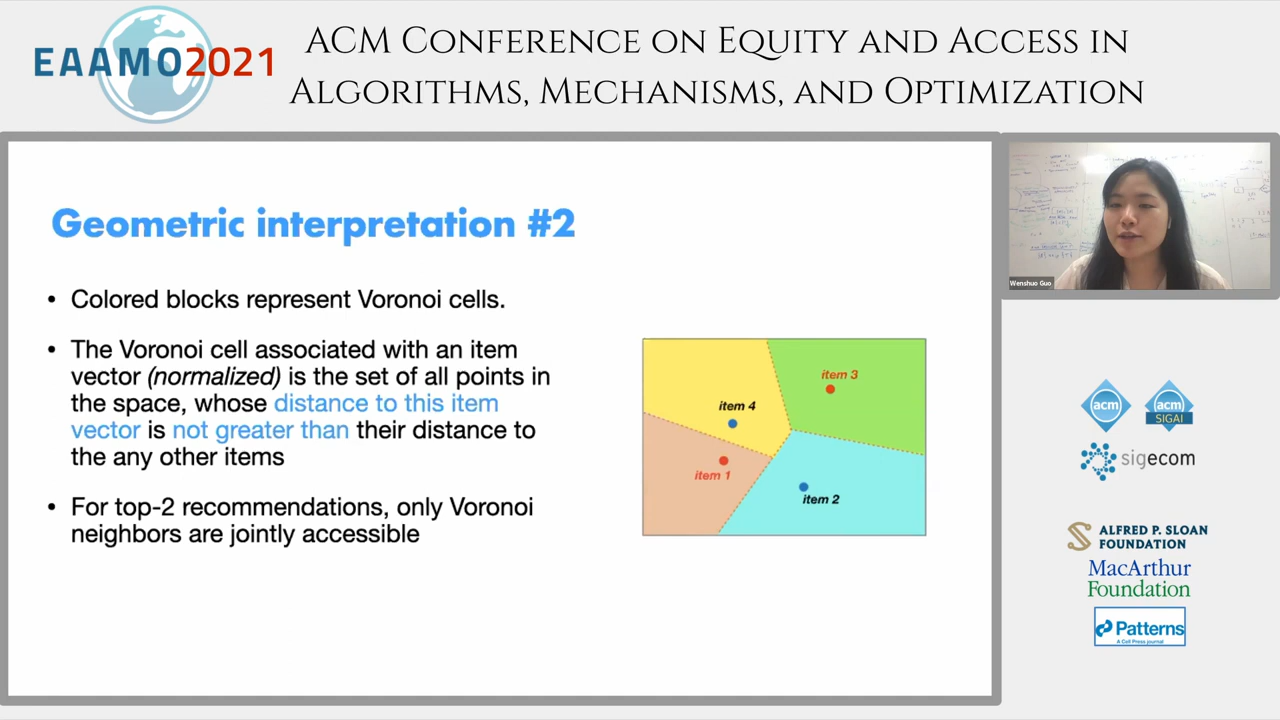 EAAMO2021
ACM Conference on Equity and Access in
Algorithms, Mechanisms, and Optimization
Geometric interpretation #2
• Colored blocks represent Voronoi cells.
• The Voronoi cell associated with an item
vector (normalized) is the set of all points in
the space, whose distance to this item
vector is not greater than their distance to
the any other items
• For top-2 recommendations, only Voronoi
neighbors are jointly accessible
item 3
item 4
item 1
item 2
Wenshuo Guo
acm
acm
SIGAI
sigecom
ALFRED P. SLOAN
FOUNDATION
MacArthur
Foundation
Patterns
A Cell Press journal